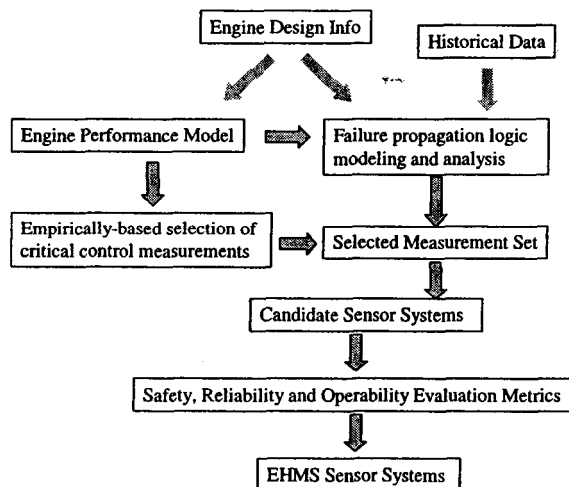 Engine Design Info
Historical Data
Engine Performance Model
Failure propagation logic
modeling and analysis
Empirically-based selection of
critical control measurements
Selected Measurement Set
Candidate Sensor Systems
Safety, Reliability and Operability Evaluation Metrics
EHMS Sensor Systems